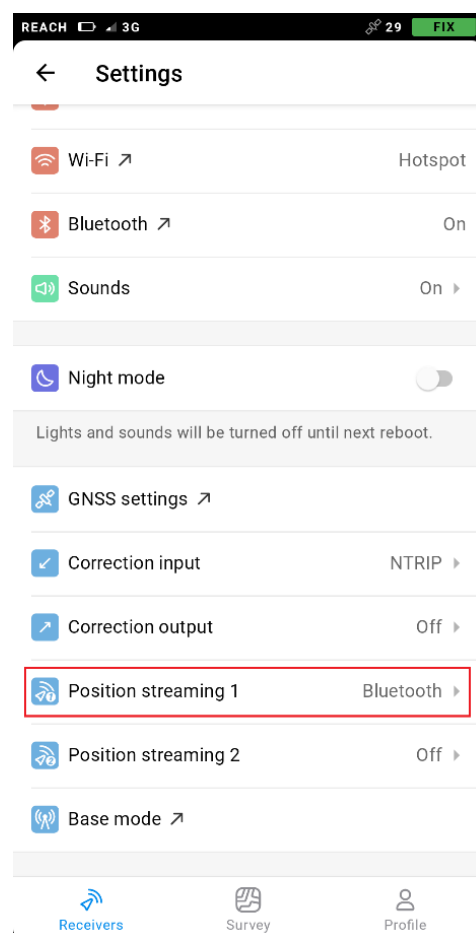 REACH 3G 29 FIX
Settings
Wi-Fi Hotspot
Bluetooth On
Sounds On
Night mode
Lights and sounds will be turned off until next reboot.
GNSS settings
Correction input NTRIP
Correction output Off
Position streaming 1 Bluetooth
Position streaming 2 Off
Base mode
Receivers Survey Profile